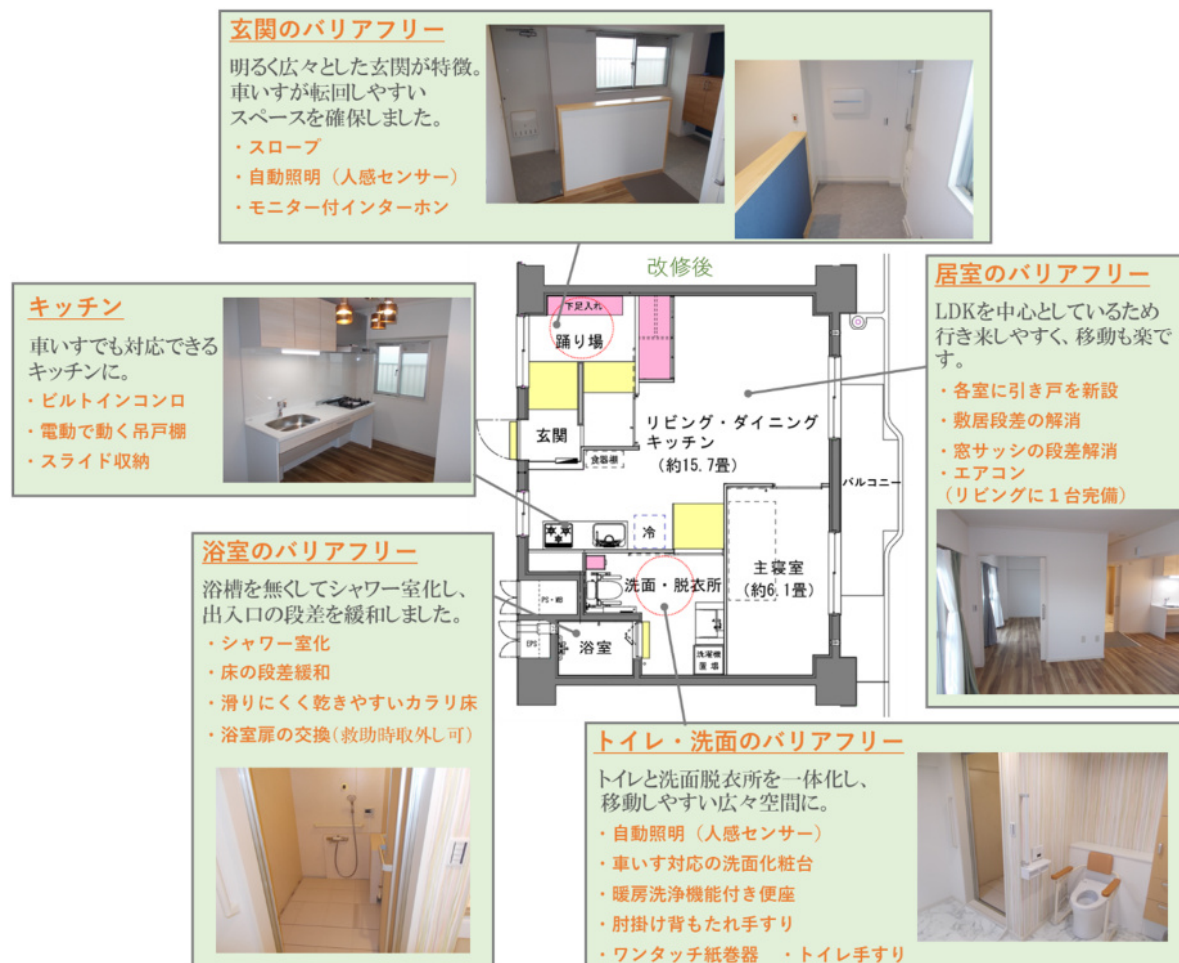 玄関のバリアフリー
明るく広々とした玄関が特徴。
車いすが転回しやすい
スペースを確保しました。
・スロープ
・自動照明（人感センサー）
・モニター付インターホン
キッチン
車いすでも対応できる
キッチンに。
・ビルトインコンロ
・電動で動く吊戸棚
・スライド収納
改修後
下足入れ
踊り場
玄関
食器棚
リビング・ダイニング
キッチン
（約15.7畳）
冷
バルコニー
主寝室
（約6.1畳）
洗面・脱衣所
PS・MB
EPS
浴室
洗濯機
置場
居室のバリアフリー
LDKを中心としているため
行き来しやすく、移動も楽で
す。
・各室に引き戸を新設
・敷居段差の解消
・窓サッシの段差解消
・エアコン
（リビングに１台完備）
浴室のバリアフリー
浴槽を無くしてシャワー室化し、
出入口の段差を緩和しました。
・シャワー室化
・床の段差緩和
・滑りにくく乾きやすいカラリ床
・浴室扉の交換（救助時取外し可）
トイレ・洗面のバリアフリー
トイレと洗面脱衣所を一体化し、
移動しやすい広々空間に。
・自動照明（人感センサー）
・車いす対応の洗面化粧台
・暖房洗浄機能付き便座
・肘掛け背もたれ手すり
・ワンタッチ紙巻器　・トイレ手すり